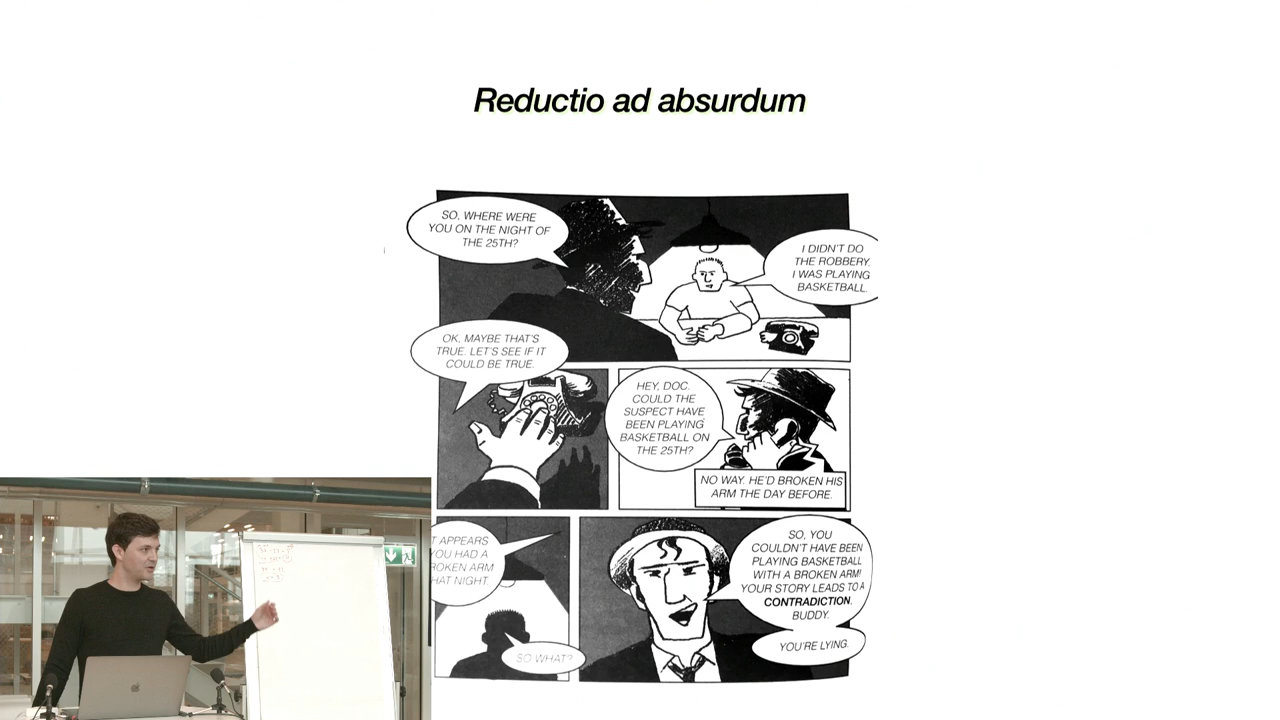 Reductio ad absurdum
SO, WHERE WERE
YOU ON THE NIGHT OF
THE 25TH?
I DIDN'T DO
THE ROBBERY.
I WAS PLAYING
BASKETBALL.
OK, MAYBE THAT'S
TRUE. LET'S SEE IF IT
COULD BE TRUE.
HEY, DOC.
COULD THE
SUSPECT HAVE
BEEN PLAYING
BASKETBALL ON
THE 25TH?
NO WAY. HE'D BROKEN HIS
ARM THE DAY BEFORE.
T APPEARS
YOU HAD A
ROKEN ARM
HAT NIGHT.
SO WHAT?
SO, YOU
COULDN'T HAVE BEEN
PLAYING BASKETBALL
WITH A BROKEN ARM!
YOUR STORY LEADS TO A
CONTRADICTION,
BUDDY.
YOU'RE LYING.